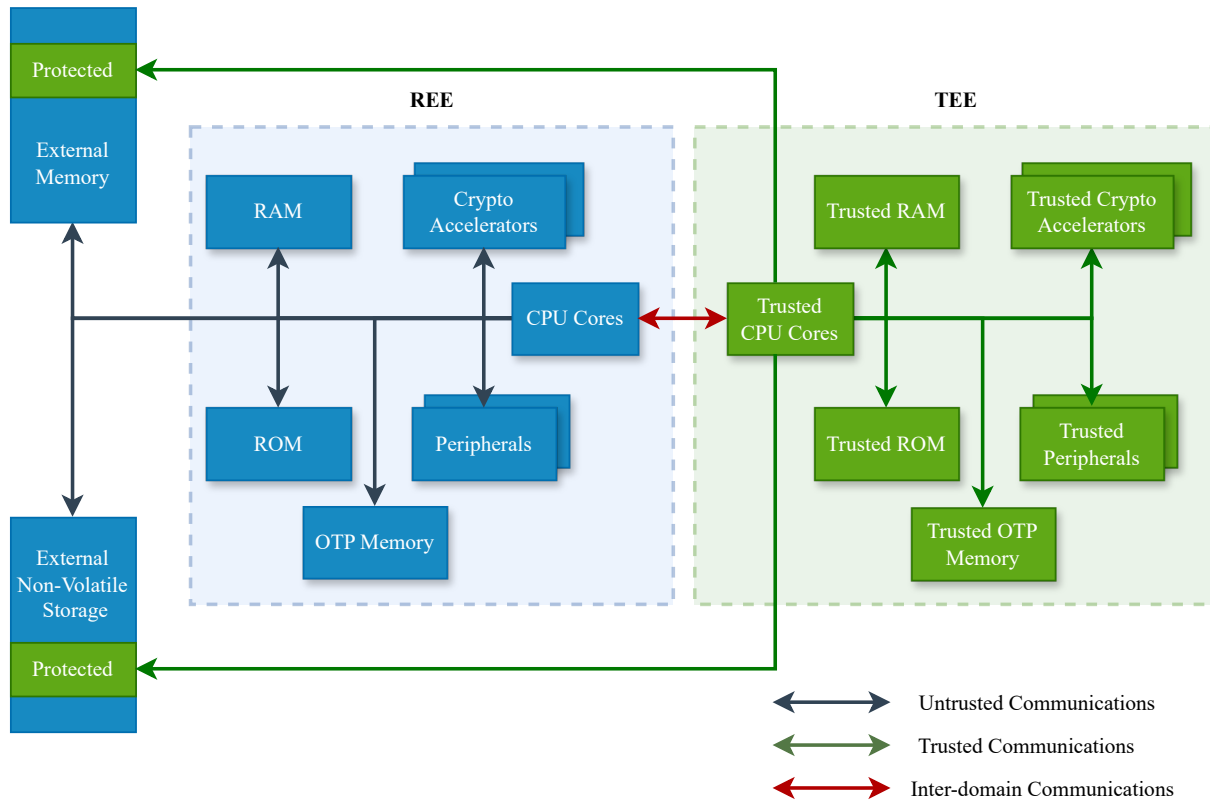 Protected
External
Memory
REE
TEE
RAM
Crypto
Accelerators
Trusted RAM
Trusted Crypto
Accelerators
CPU Cores
Trusted
CPU Cores
ROM
Peripherals
Trusted ROM
Trusted
Peripherals
OTP Memory
Trusted OTP
Memory
External
Non-Volatile
Storage
Protected
Untrusted Communications
Trusted Communications
Inter-domain Communications